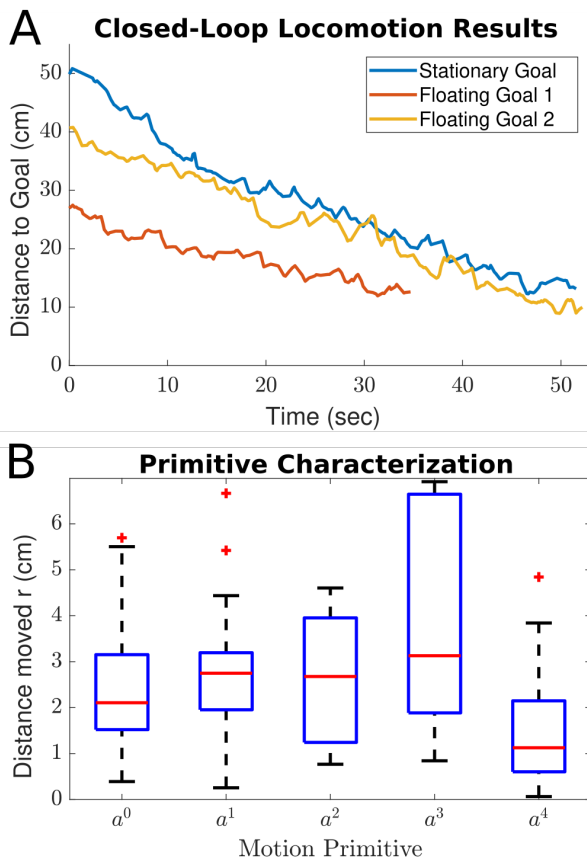 A
Closed-Loop Locomotion Results
Distance to Goal (cm)
50
40
30
20
10
0
Stationary Goal
Floating Goal 1
Floating Goal 2
0 10 20 30 40 50
Time (sec)
B
Primitive Characterization
Distance moved r (cm)
6
5
4
3
2
1
0
a⁰ a¹ a² a³ a⁴
Motion Primitive